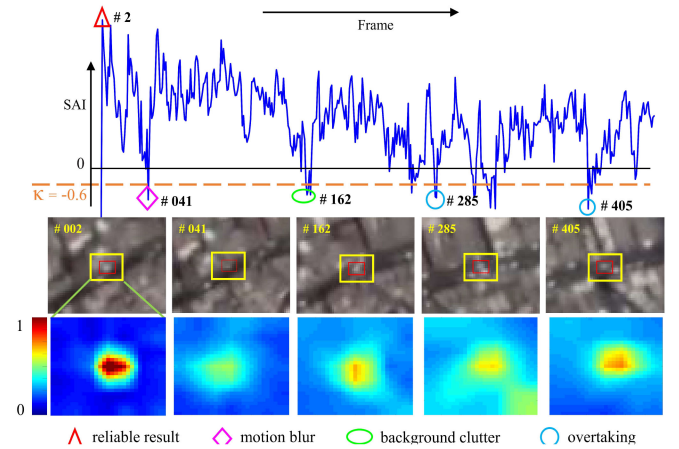 # 2
Frame
SAI
0
K = -0.6
# 041
# 162
# 285
# 405
# 002
# 041
# 162
# 285
# 405
1
0
reliable result
motion blur
background clutter
overtaking